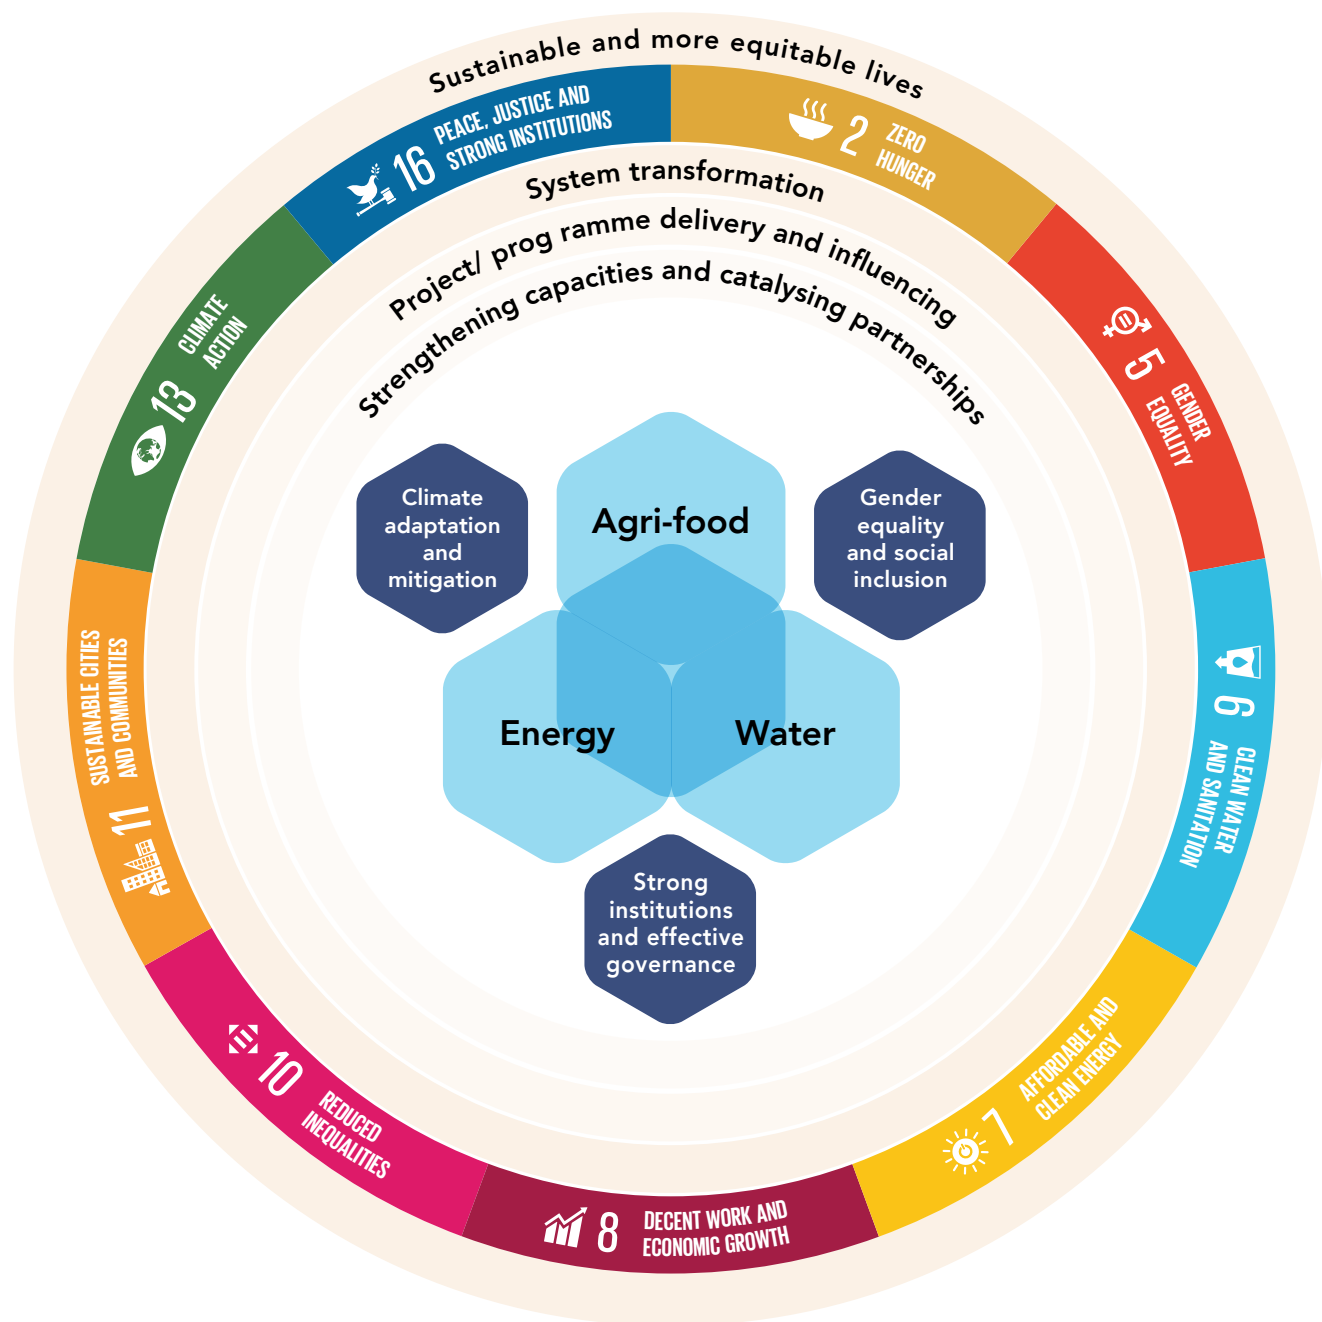 Sustainable and more equitable lives
16
PEACE, JUSTICE AND
STRONG INSTITUTIONS
2
ZERO
HUNGER
5
GENDER
EQUALITY
6
CLEAN WATER
AND SANITATION
7
AFFORDABLE AND
CLEAN ENERGY
8
DECENT WORK AND
ECONOMIC GROWTH
10
REDUCED
INEQUALITIES
11
SUSTAINABLE CITIES
AND COMMUNITIES
13
CLIMATE
ACTION
System transformation
Project/ prog ramme delivery and influencing
Strengthening capacities and catalysing partnerships
Climate
adaptation
and
mitigation
Agri-food
Gender
equality
and social
inclusion
Energy
Water
Strong
institutions
and effective
governance